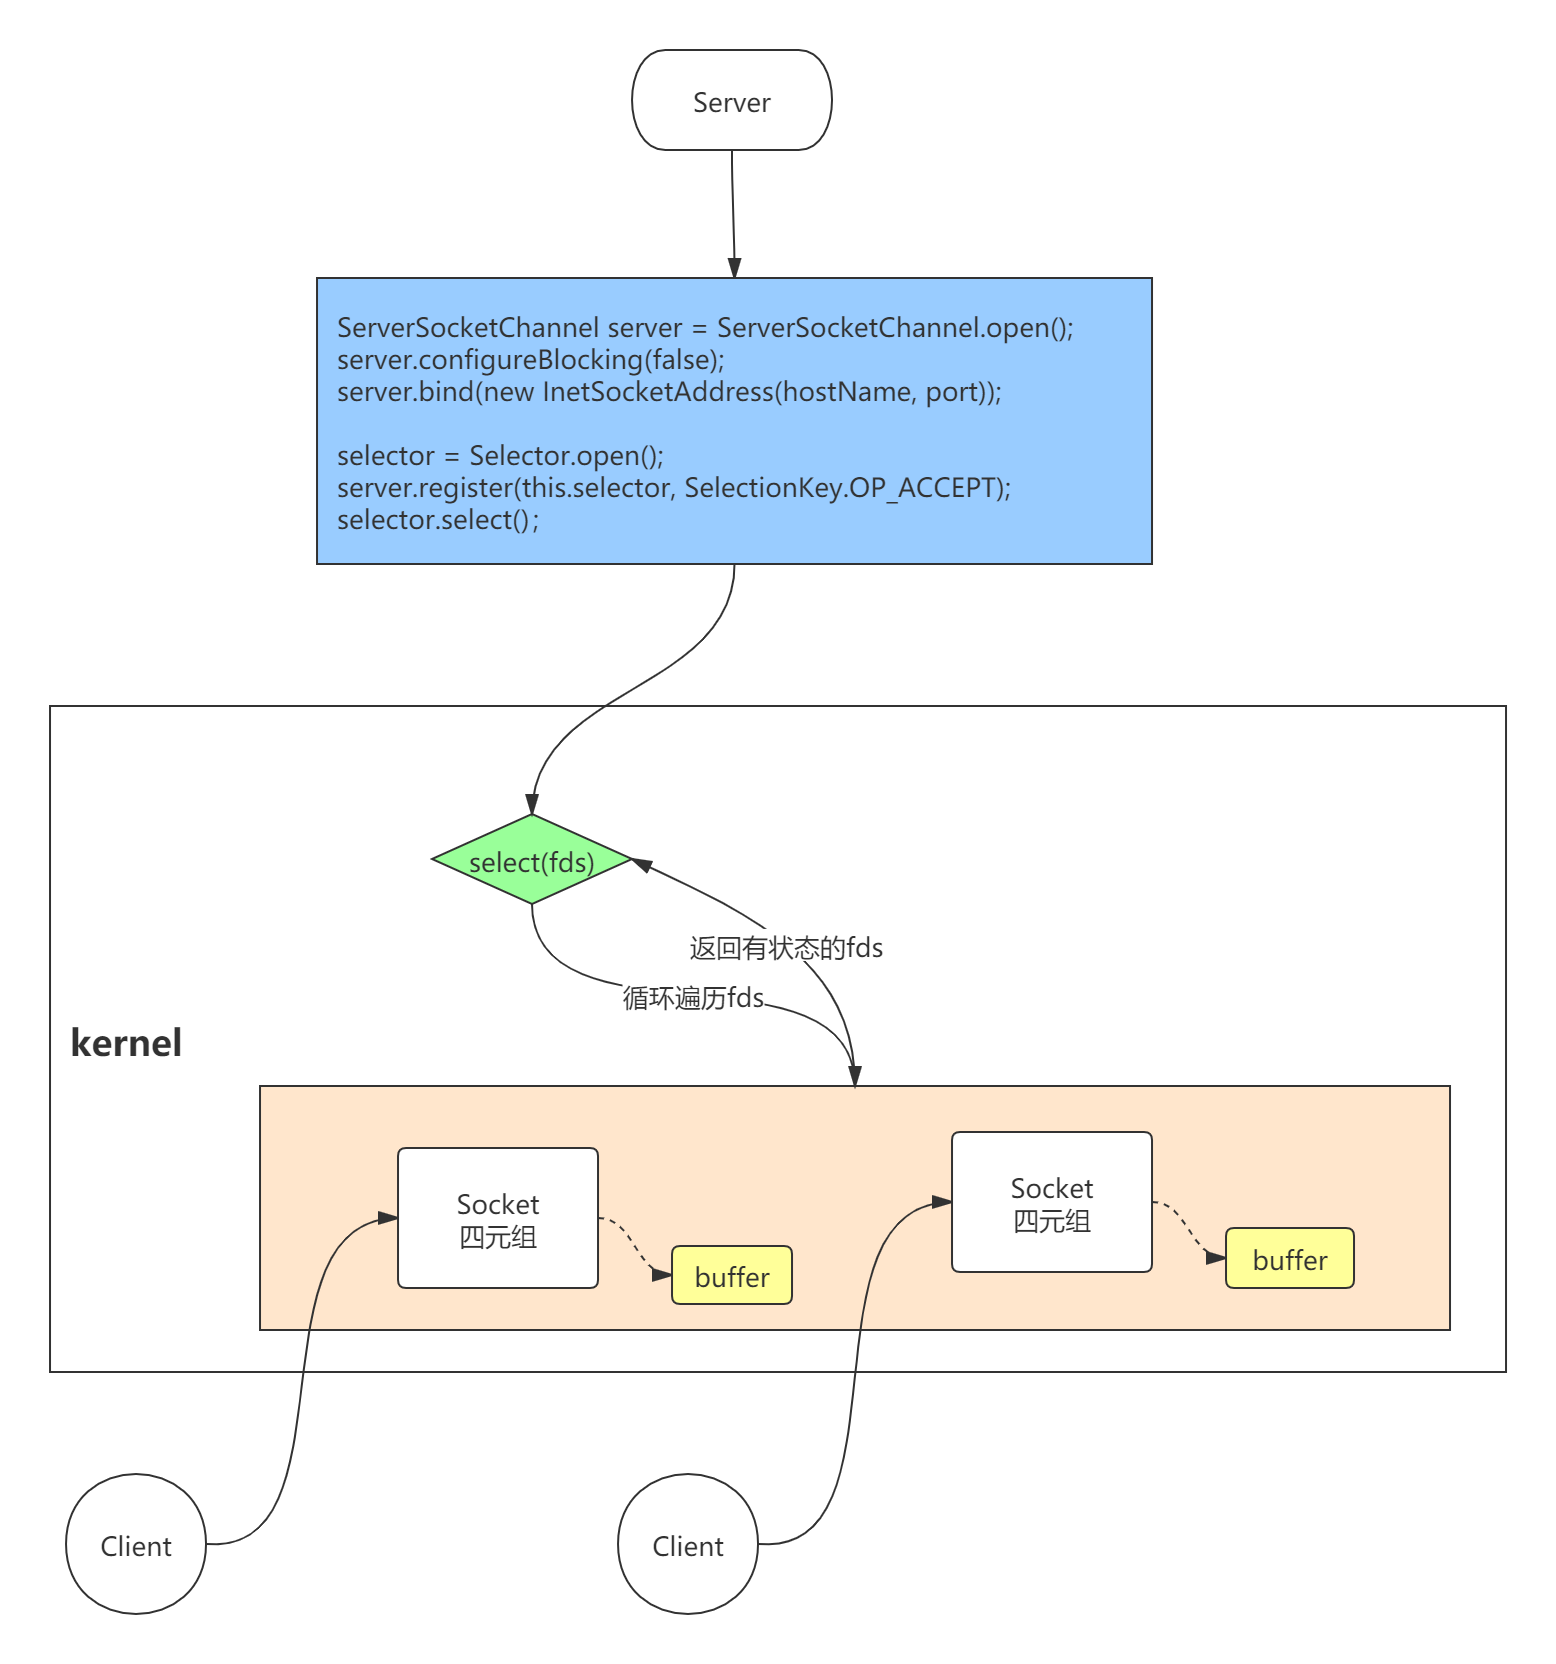 Server
ServerSocketChannel server = ServerSocketChannel.open();
server.configureBlocking(false);
server.bind(new InetSocketAddress(hostName, port));
selector = Selector.open();
server.register(this.selector, SelectionKey.OP_ACCEPT);
selector.select();
select(fds)
返回有状态的fds
循环遍历fds
kernel
Socket
四元组
buffer
Socket
四元组
buffer
Client
Client